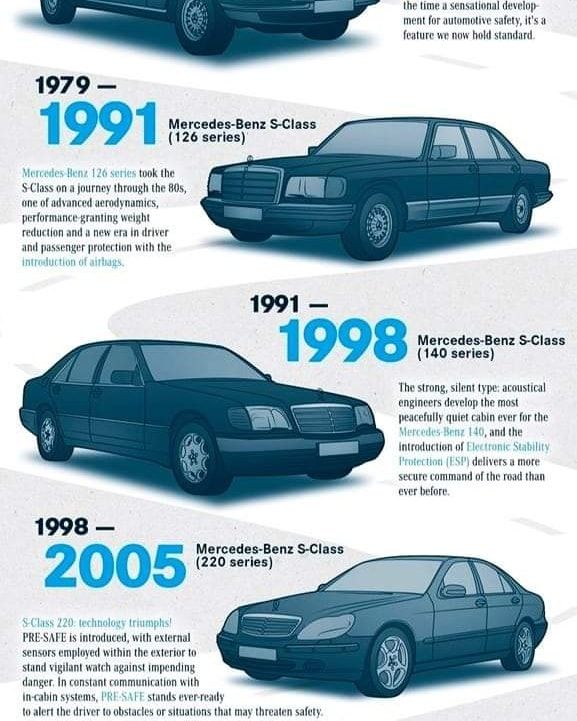 the time a sensational develop-
ment for automotive safety, it's a
feature we now hold standard.
1979 —
1991
Mercedes-Benz S-Class
(126 series)
Mercedes-Benz 126 series took the
S-Class on a journey through the 80s,
one of advanced aerodynamics,
performance-granting weight
reduction and a new era in driver
and passenger protection with the
introduction of airbags.
1991 —
1998
Mercedes-Benz S-Class
(140 series)
The strong, silent type: acoustical
engineers develop the most
peacefully quiet cabin ever for the
Mercedes-Benz 140, and the
introduction of Electronic Stability
Protection (ESP) delivers a more
secure command of the road than
ever before.
1998 —
2005
Mercedes-Benz S-Class
(220 series)
S-Class 220: technology triumphs!
PRE-SAFE is introduced, with external
sensors employed within the exterior to
stand vigilant watch against impending
danger. In constant communication with
in-cabin systems, PRE-SAFE stands ever-ready
to alert the driver to obstacles or situations that may threaten safety.